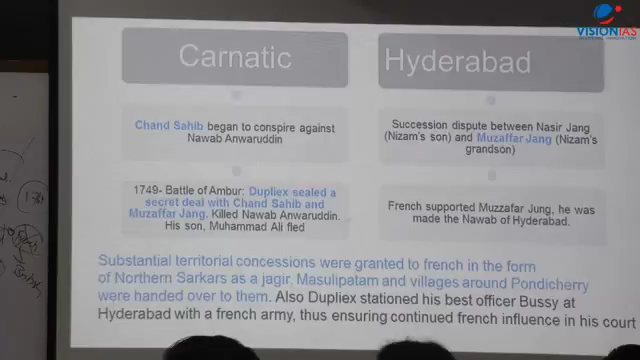 VISIONIAS
Carnatic
Hyderabad
Chand Sahib began to conspire against
Nawab Anwaruddin
Succession dispute between Nasir Jang
(Nizam's son) and Muzaffar Jang (Nizam's
grandson)
1749- Battle of Ambur: Dupliex sealed a
secret deal with Chand Sahib and
Muzaffar Jang. Killed Nawab Anwaruddin.
His son, Muhammad Ali fled
French supported Muzzafar Jung, he was
made the Nawab of Hyderabad.
Substantial territorial concessions were granted to french in the form
of Northern Sarkars as a jagir, Masulipatam and villages around Pondicherry
were handed over to them. Also Dupliex stationed his best officer Bussy at
Hyderabad with a french army, thus ensuring continued french influence in his court